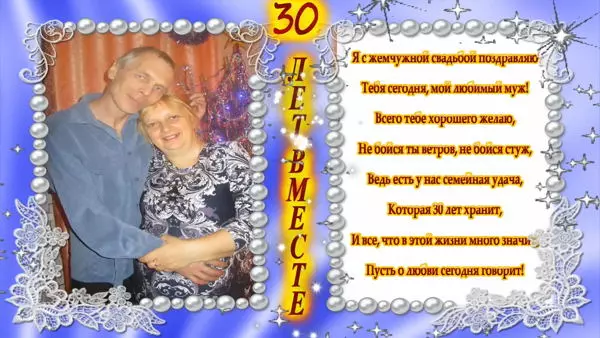 30
ЛЕТ ВМЕСТЕ
Я с жемчужной свадьбой поздравляю
Тебя сегодня, мой любимый муж!
Всего тебе хорошего желаю,
Не бойся ты ветров, не бойся стуж,
Ведь есть у нас семейная удача,
Которая 30 лет хранит,
И все, что в этой жизни много значит
Пусть о любви сегодня говорит!